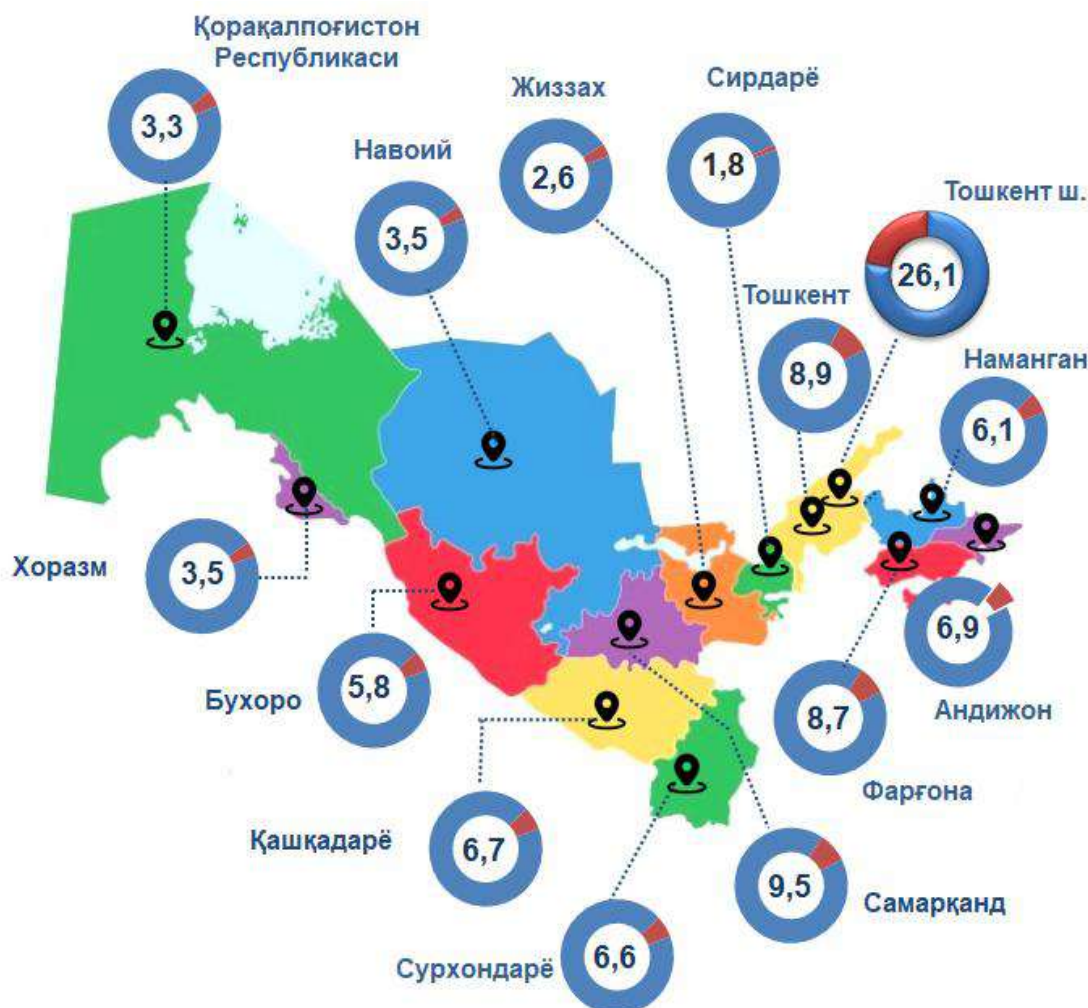 Қорақалпоғистон
Республикаси
3,3
Навоий
3,5
Жиззах
2,6
Сирдарё
1,8
Тошкент ш.
26,1
Тошкент
8,9
Наманган
6,1
Хоразм
3,5
Бухоро
5,8
6,9
Андижон
8,7
Фарғона
Қашқадарё
6,7
9,5
Самарқанд
Сурхондарё
6,6